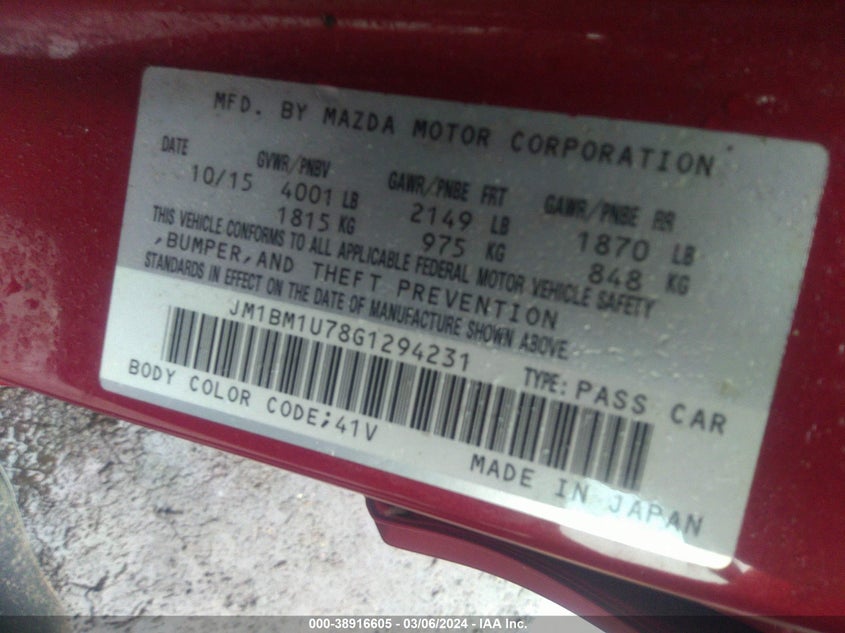 MFD. BY MAZDA MOTOR CORPORATION
DATE GVWR/PNBV GAWR/PNBE FRT GAWR/PNBE RR
10/15 4001 LB 2149 LB 1870 LB
1815 KG 975 KG 848 KG
THIS VEHICLE CONFORMS TO ALL APPLICABLE FEDERAL MOTOR VEHICLE SAFETY
,BUMPER,AND THEFT PREVENTION
STANDARDS IN EFFECT ON THE DATE OF MANUFACTURE SHOWN ABOVE.
JM1BM1U78G1294231 TYPE: PASS CAR
BODY COLOR CODE;41V
MADE IN JAPAN
000-38916605 - 03/06/2024 - IAA Inc.